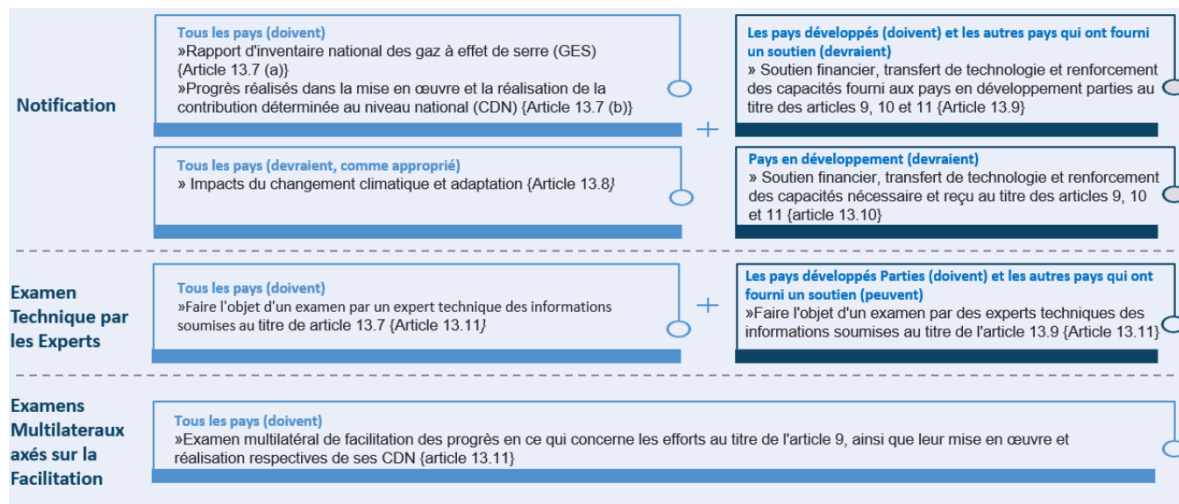 Notification
Tous les pays (doivent)
»Rapport d'inventaire national des gaz à effet de serre (GES)
{Article 13.7 (a)}
»Progrès réalisés dans la mise en œuvre et la réalisation de la
contribution déterminée au niveau national (CDN) {Article 13.7 (b)}
+
Les pays développés (doivent) et les autres pays qui ont fourni
un soutien (devraient)
» Soutien financier, transfert de technologie et renforcement
des capacités fourni aux pays en développement parties au
titre des articles 9, 10 et 11 {Article 13.9}
Tous les pays (devraient, comme approprié)
» Impacts du changement climatique et adaptation {Article 13.8}
Pays en développement (devraient)
» Soutien financier, transfert de technologie et renforcement
des capacités nécessaire et reçu au titre des articles 9, 10
et 11 {article 13.10}
Examen
Technique par
les Experts
Tous les pays (doivent)
»Faire l'objet d'un examen par un expert technique des informations
soumises au titre de article 13.7 {Article 13.11}
+
Les pays développés Parties (doivent) et les autres pays qui ont
fourni un soutien (peuvent)
»Faire l'objet d'un examen par des experts techniques des
informations soumises au titre de l'article 13.9 {Article 13.11}
Examens
Multilateraux
axés sur la
Facilitation
Tous les pays (doivent)
»Examen multilatéral de facilitation des progrès en ce qui concerne les efforts au titre de l'article 9, ainsi que leur mise en œuvre et
réalisation respectives de ses CDN {article 13.11}